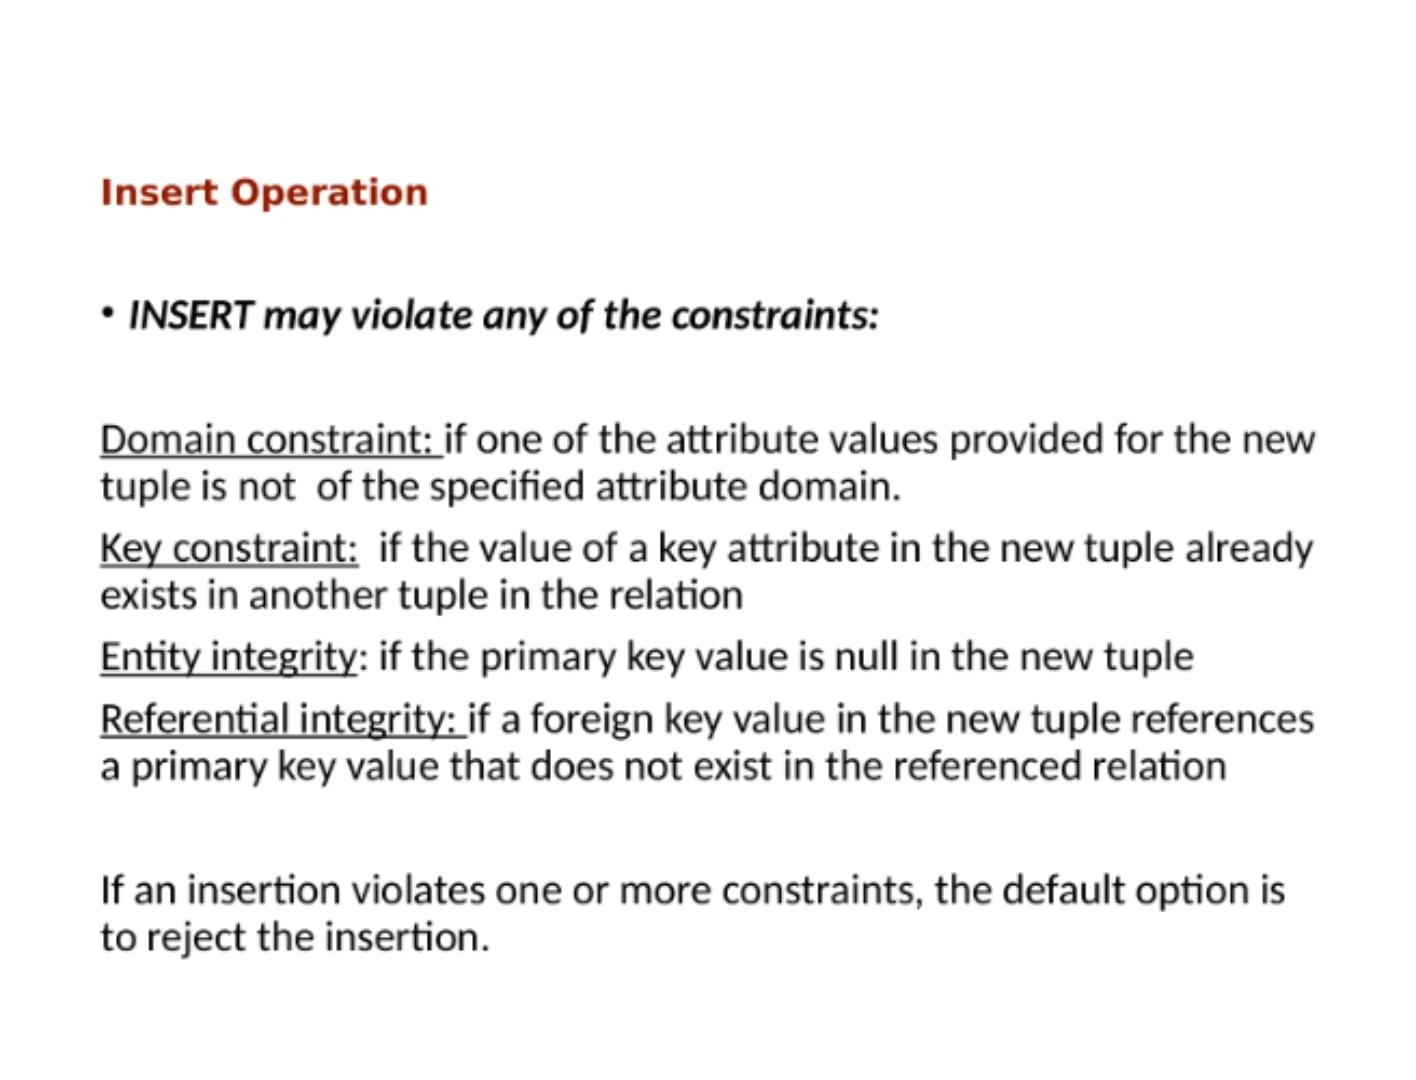 Insert Operation
• INSERT may violate any of the constraints:
Domain constraint: if one of the attribute values provided for the new
tuple is not  of the specified attribute domain.
Key constraint:  if the value of a key attribute in the new tuple already
exists in another tuple in the relation
Entity integrity: if the primary key value is null in the new tuple
Referential integrity: if a foreign key value in the new tuple references
a primary key value that does not exist in the referenced relation
If an insertion violates one or more constraints, the default option is
to reject the insertion.